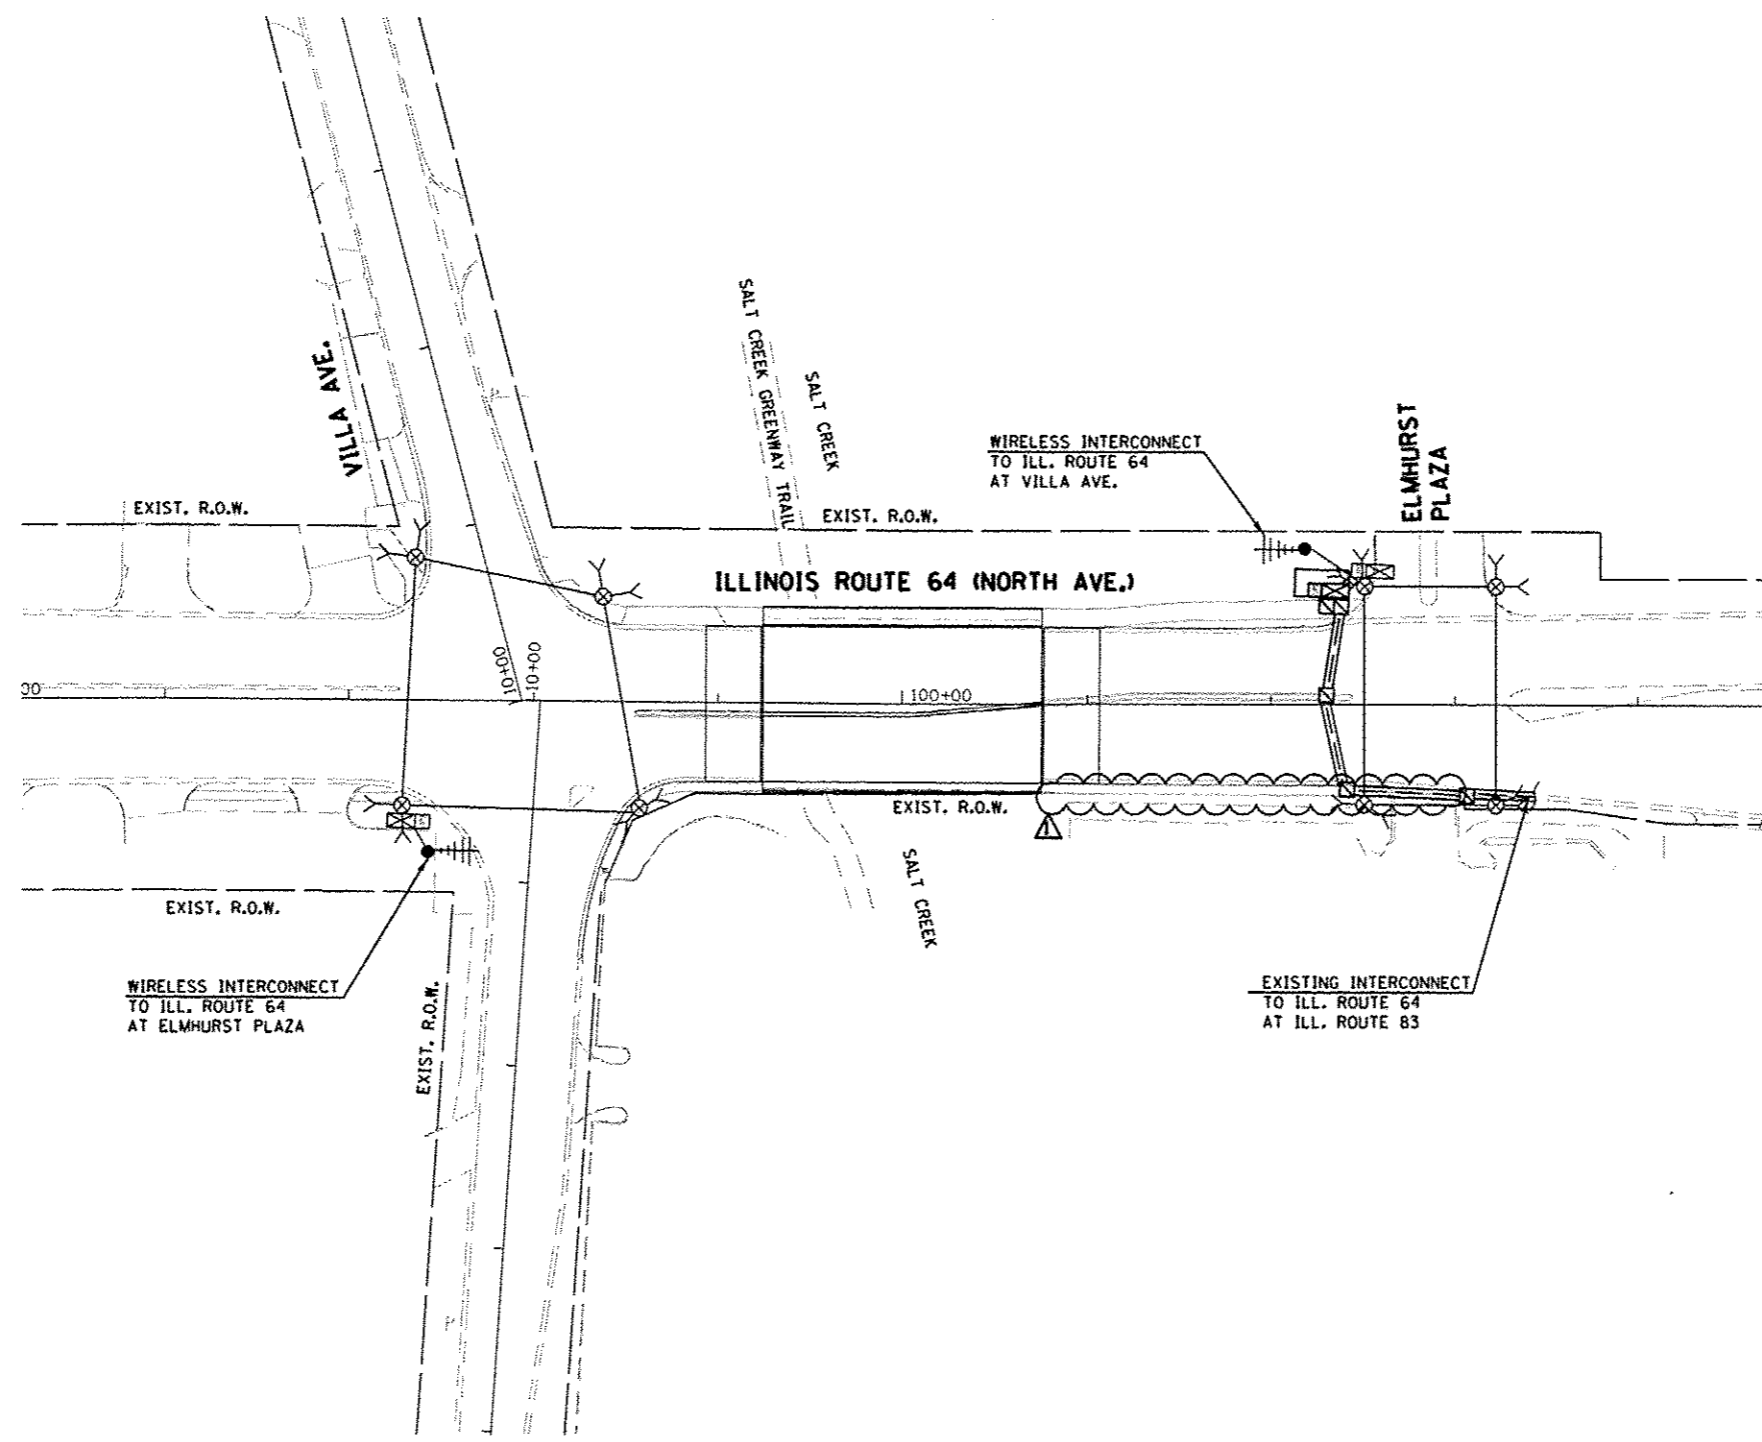 VILLA AVE.
SALT CREEK GREENWAY TRAIL
SALT CREEK
WIRELESS INTERCONNECT
TO ILL. ROUTE 64
AT VILLA AVE.
ELMHURST
PLAZA
EXIST. R.O.W.
EXIST. R.O.W.
ILLINOIS ROUTE 64 (NORTH AVE.)
10+00
10+00
00
100+00
EXIST. R.O.W.
1
SALT CREEK
EXIST. R.O.W.
WIRELESS INTERCONNECT
TO ILL. ROUTE 64
AT ELMHURST PLAZA
EXIST. R.O.W.
EXISTING INTERCONNECT
TO ILL. ROUTE 64
AT ILL. ROUTE 83